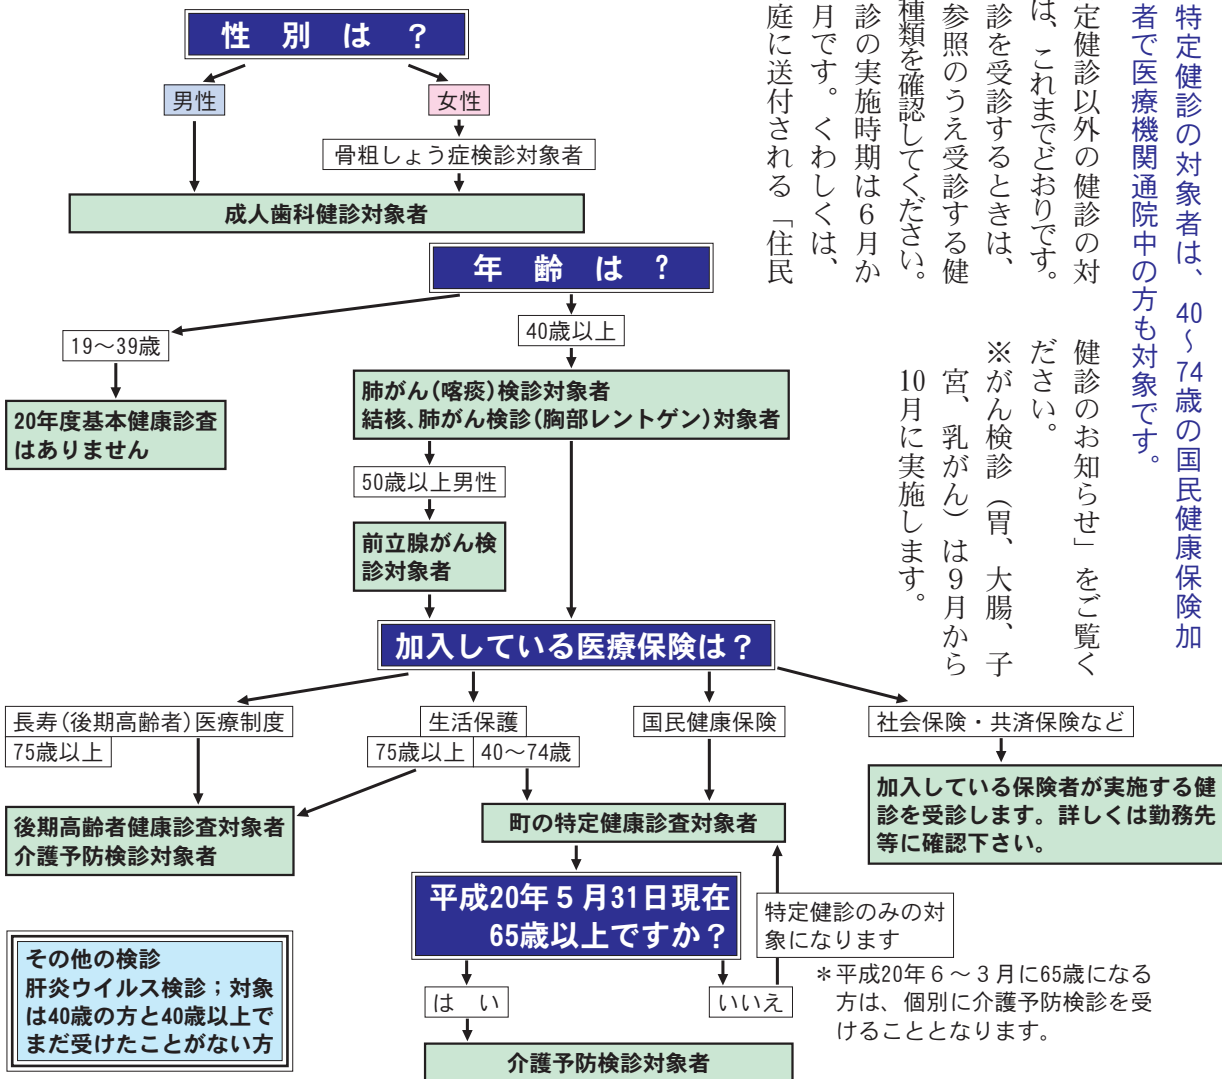 特定健診の対象者は、40～74歳の国民健康保険加
者で医療機関通院中の方も対象です。
定健診以外の健診の対
は、これまでどおりです。
診を受診するときは、
参照のうえ受診する健
種類を確認してください。
診の実施時期は6月か
月です。くわしくは、
庭に送付される「住民
健診のお知らせ」をご覧く
ださい。
※がん検診（胃、大腸、子
宮、乳がん）は9月から
10月に実施します。
性別は？
男性
女性
骨粗しょう症検診対象者
成人歯科健診対象者
年齢は？
19～39歳
40歳以上
20年度基本健康診査
はありません
肺がん(喀痰)検診対象者
結核、肺がん検診(胸部レントゲン)対象者
50歳以上男性
前立腺がん検
診対象者
加入している医療保険は？
長寿(後期高齢者)医療制度
75歳以上
生活保護
75歳以上
40～74歳
国民健康保険
社会保険・共済保険など
後期高齢者健康診査対象者
介護予防検診対象者
町の特定健康診査対象者
加入している保険者が実施する健
診を受診します。詳しくは勤務先
等に確認下さい。
平成20年５月31日現在
65歳以上ですか？
特定健診のみの対
象になります
はい
いいえ
＊平成20年６～３月に65歳になる
方は、個別に介護予防検診を受
けることとなります。
介護予防検診対象者
その他の検診
肝炎ウイルス検診；対象
は40歳の方と40歳以上で
まだ受けたことがない方